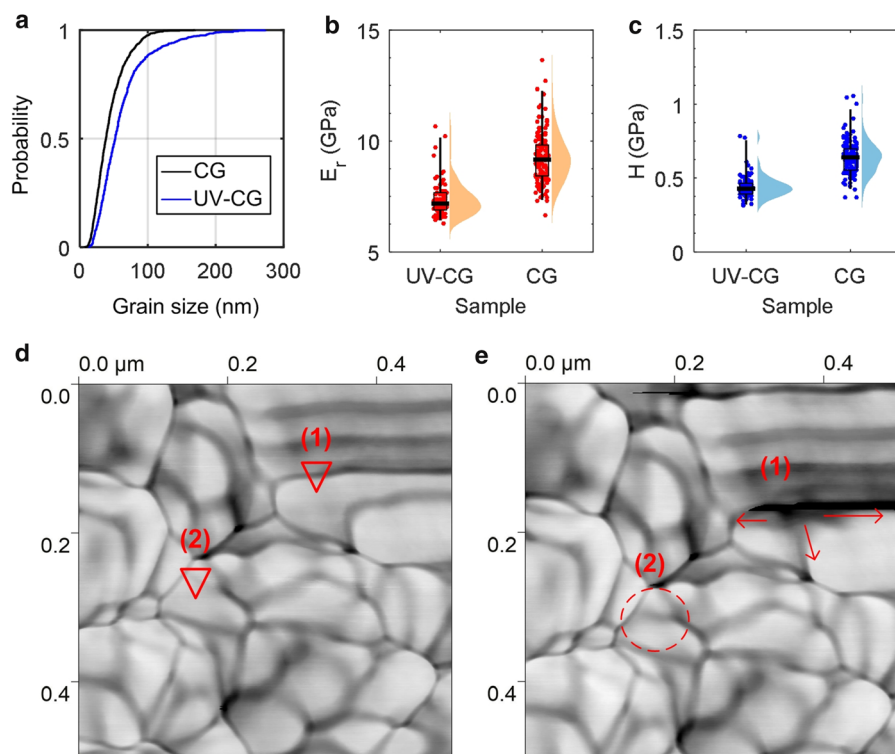 a
1
0.5
0
0
100
200
300
Probability
Grain size (nm)
CG
UV-CG
b
15
10
5
Er (GPa)
UV-CG
CG
Sample
c
1.5
1
0.5
0
H (GPa)
UV-CG
CG
Sample
d
0.0 µm
0.2
0.4
0.0
0.2
0.4
(1)
(2)
e
0.0 µm
0.2
0.4
0.0
0.2
0.4
(1)
(2)